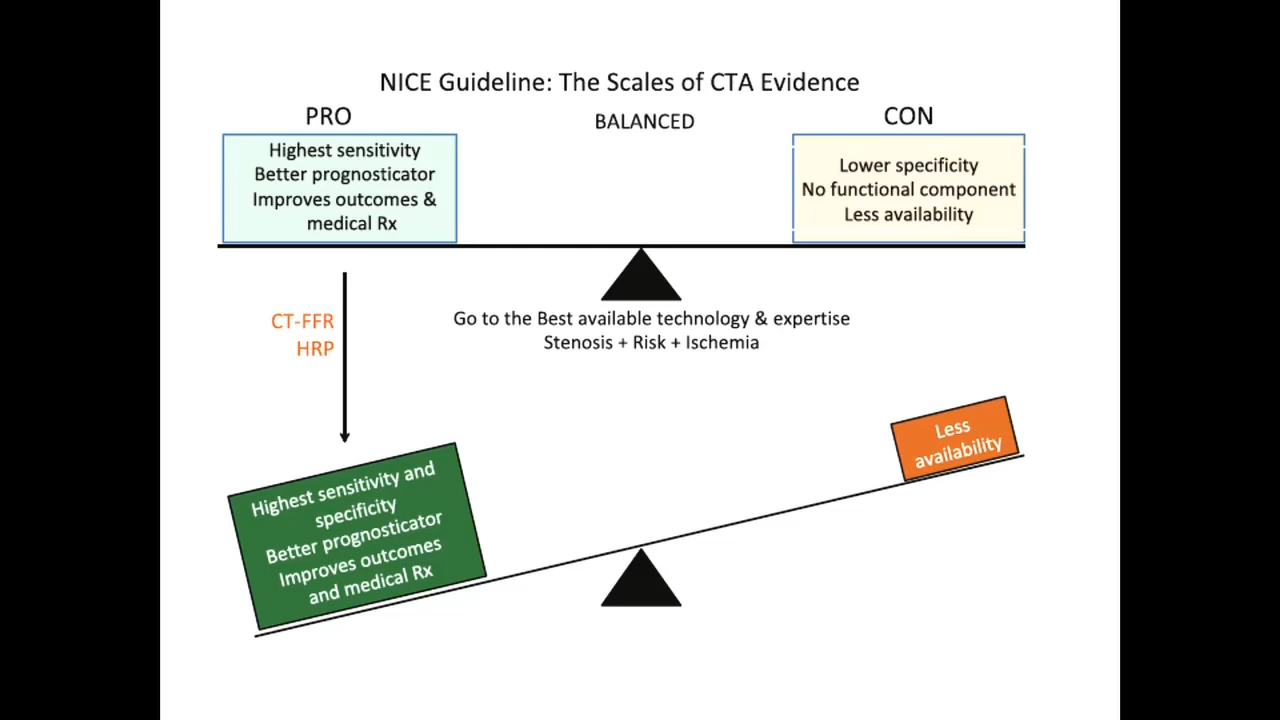 NICE Guideline: The Scales of CTA Evidence
PRO
BALANCED
CON
Highest sensitivity
Better prognosticator
Improves outcomes &
medical Rx
Lower specificity
No functional component
Less availability
CT-FFR
HRP
Go to the Best available technology & expertise
Stenosis + Risk + Ischemia
Less
availability
Highest sensitivity and
specificity
Better prognosticator
Improves outcomes
and medical Rx